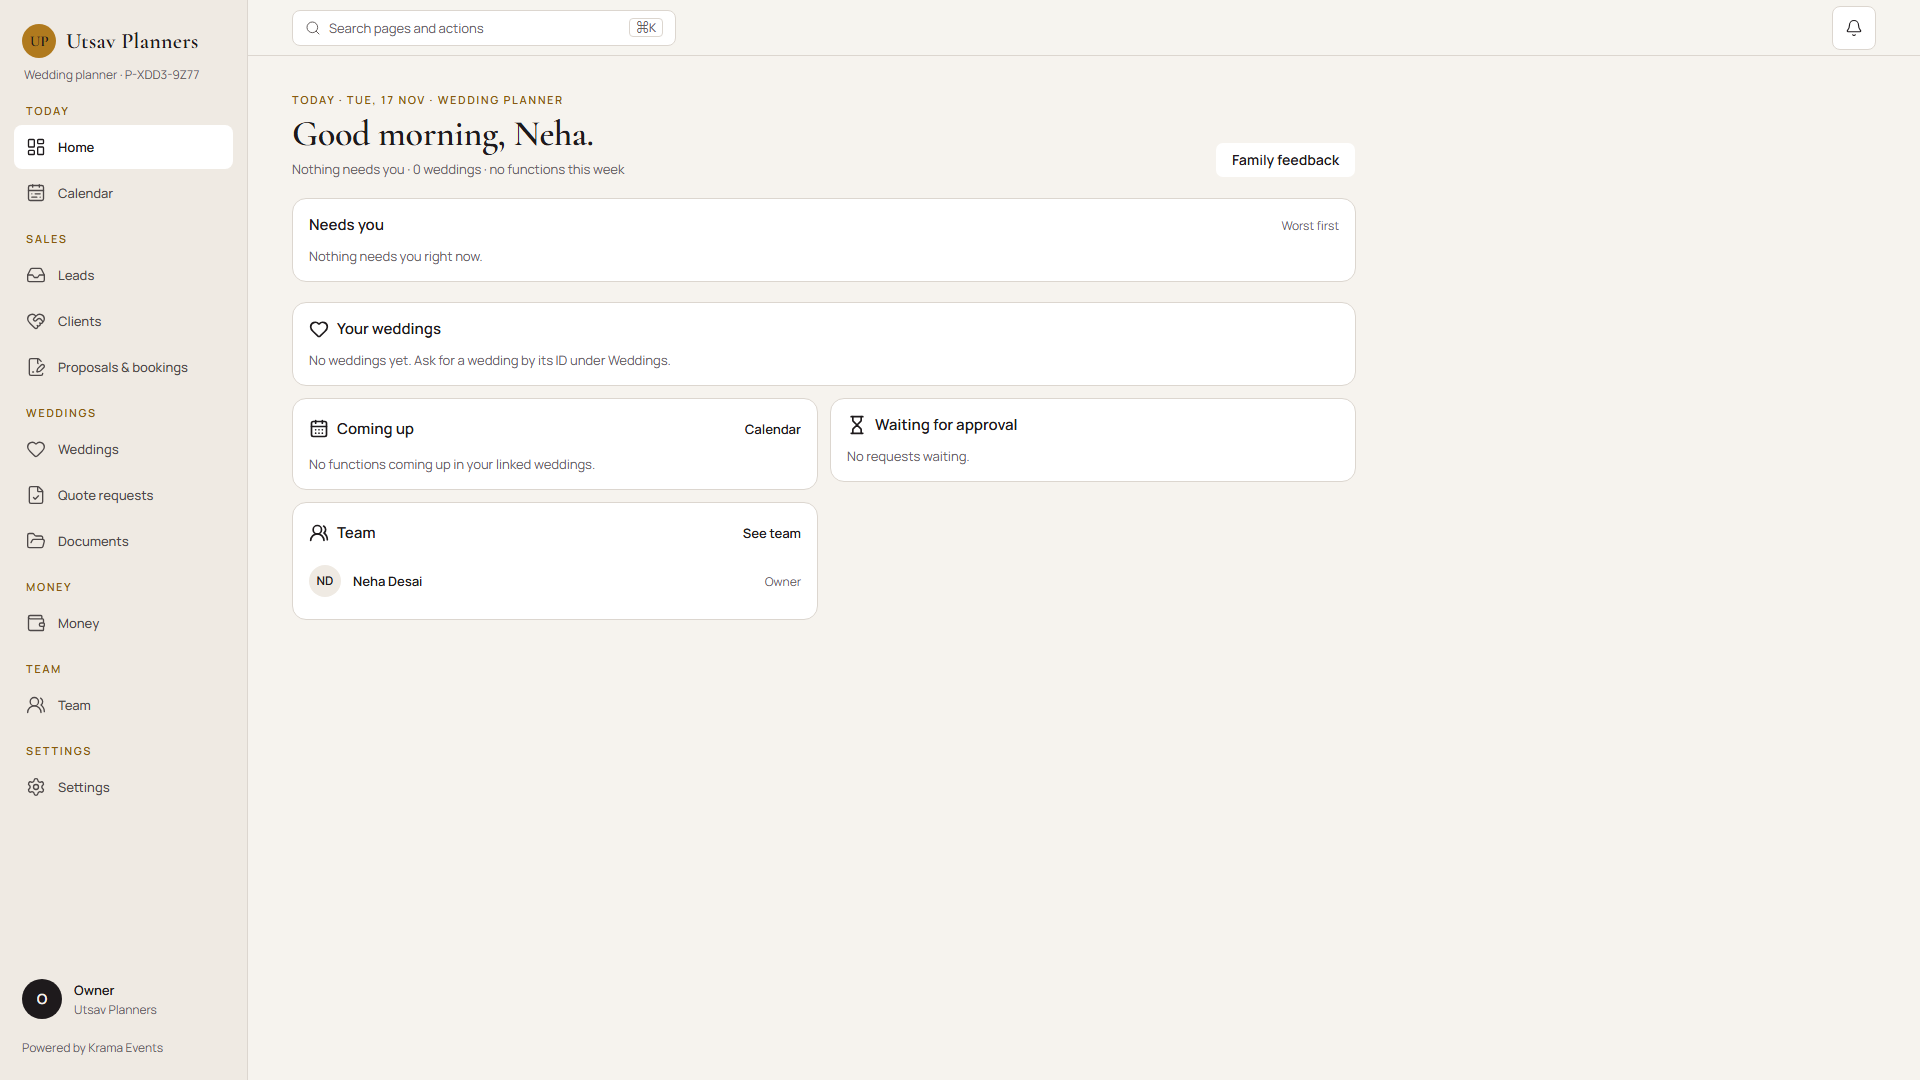 UP Utsav Planners
Wedding planner · P-XDD3-9Z77
TODAY
Home
Calendar
SALES
Leads
Clients
Proposals & bookings
WEDDINGS
Weddings
Quote requests
Documents
MONEY
Money
TEAM
Team
SETTINGS
Settings
O
Owner
Utsav Planners
Powered by Krama Events
Search pages and actions ⌘K
TODAY · TUE, 17 NOV · WEDDING PLANNER
Good morning, Neha.
Nothing needs you · 0 weddings · no functions this week
Family feedback
Needs you Worst first
Nothing needs you right now.
Your weddings
No weddings yet. Ask for a wedding by its ID under Weddings.
Coming up Calendar
No functions coming up in your linked weddings.
Waiting for approval
No requests waiting.
Team See team
ND Neha Desai Owner